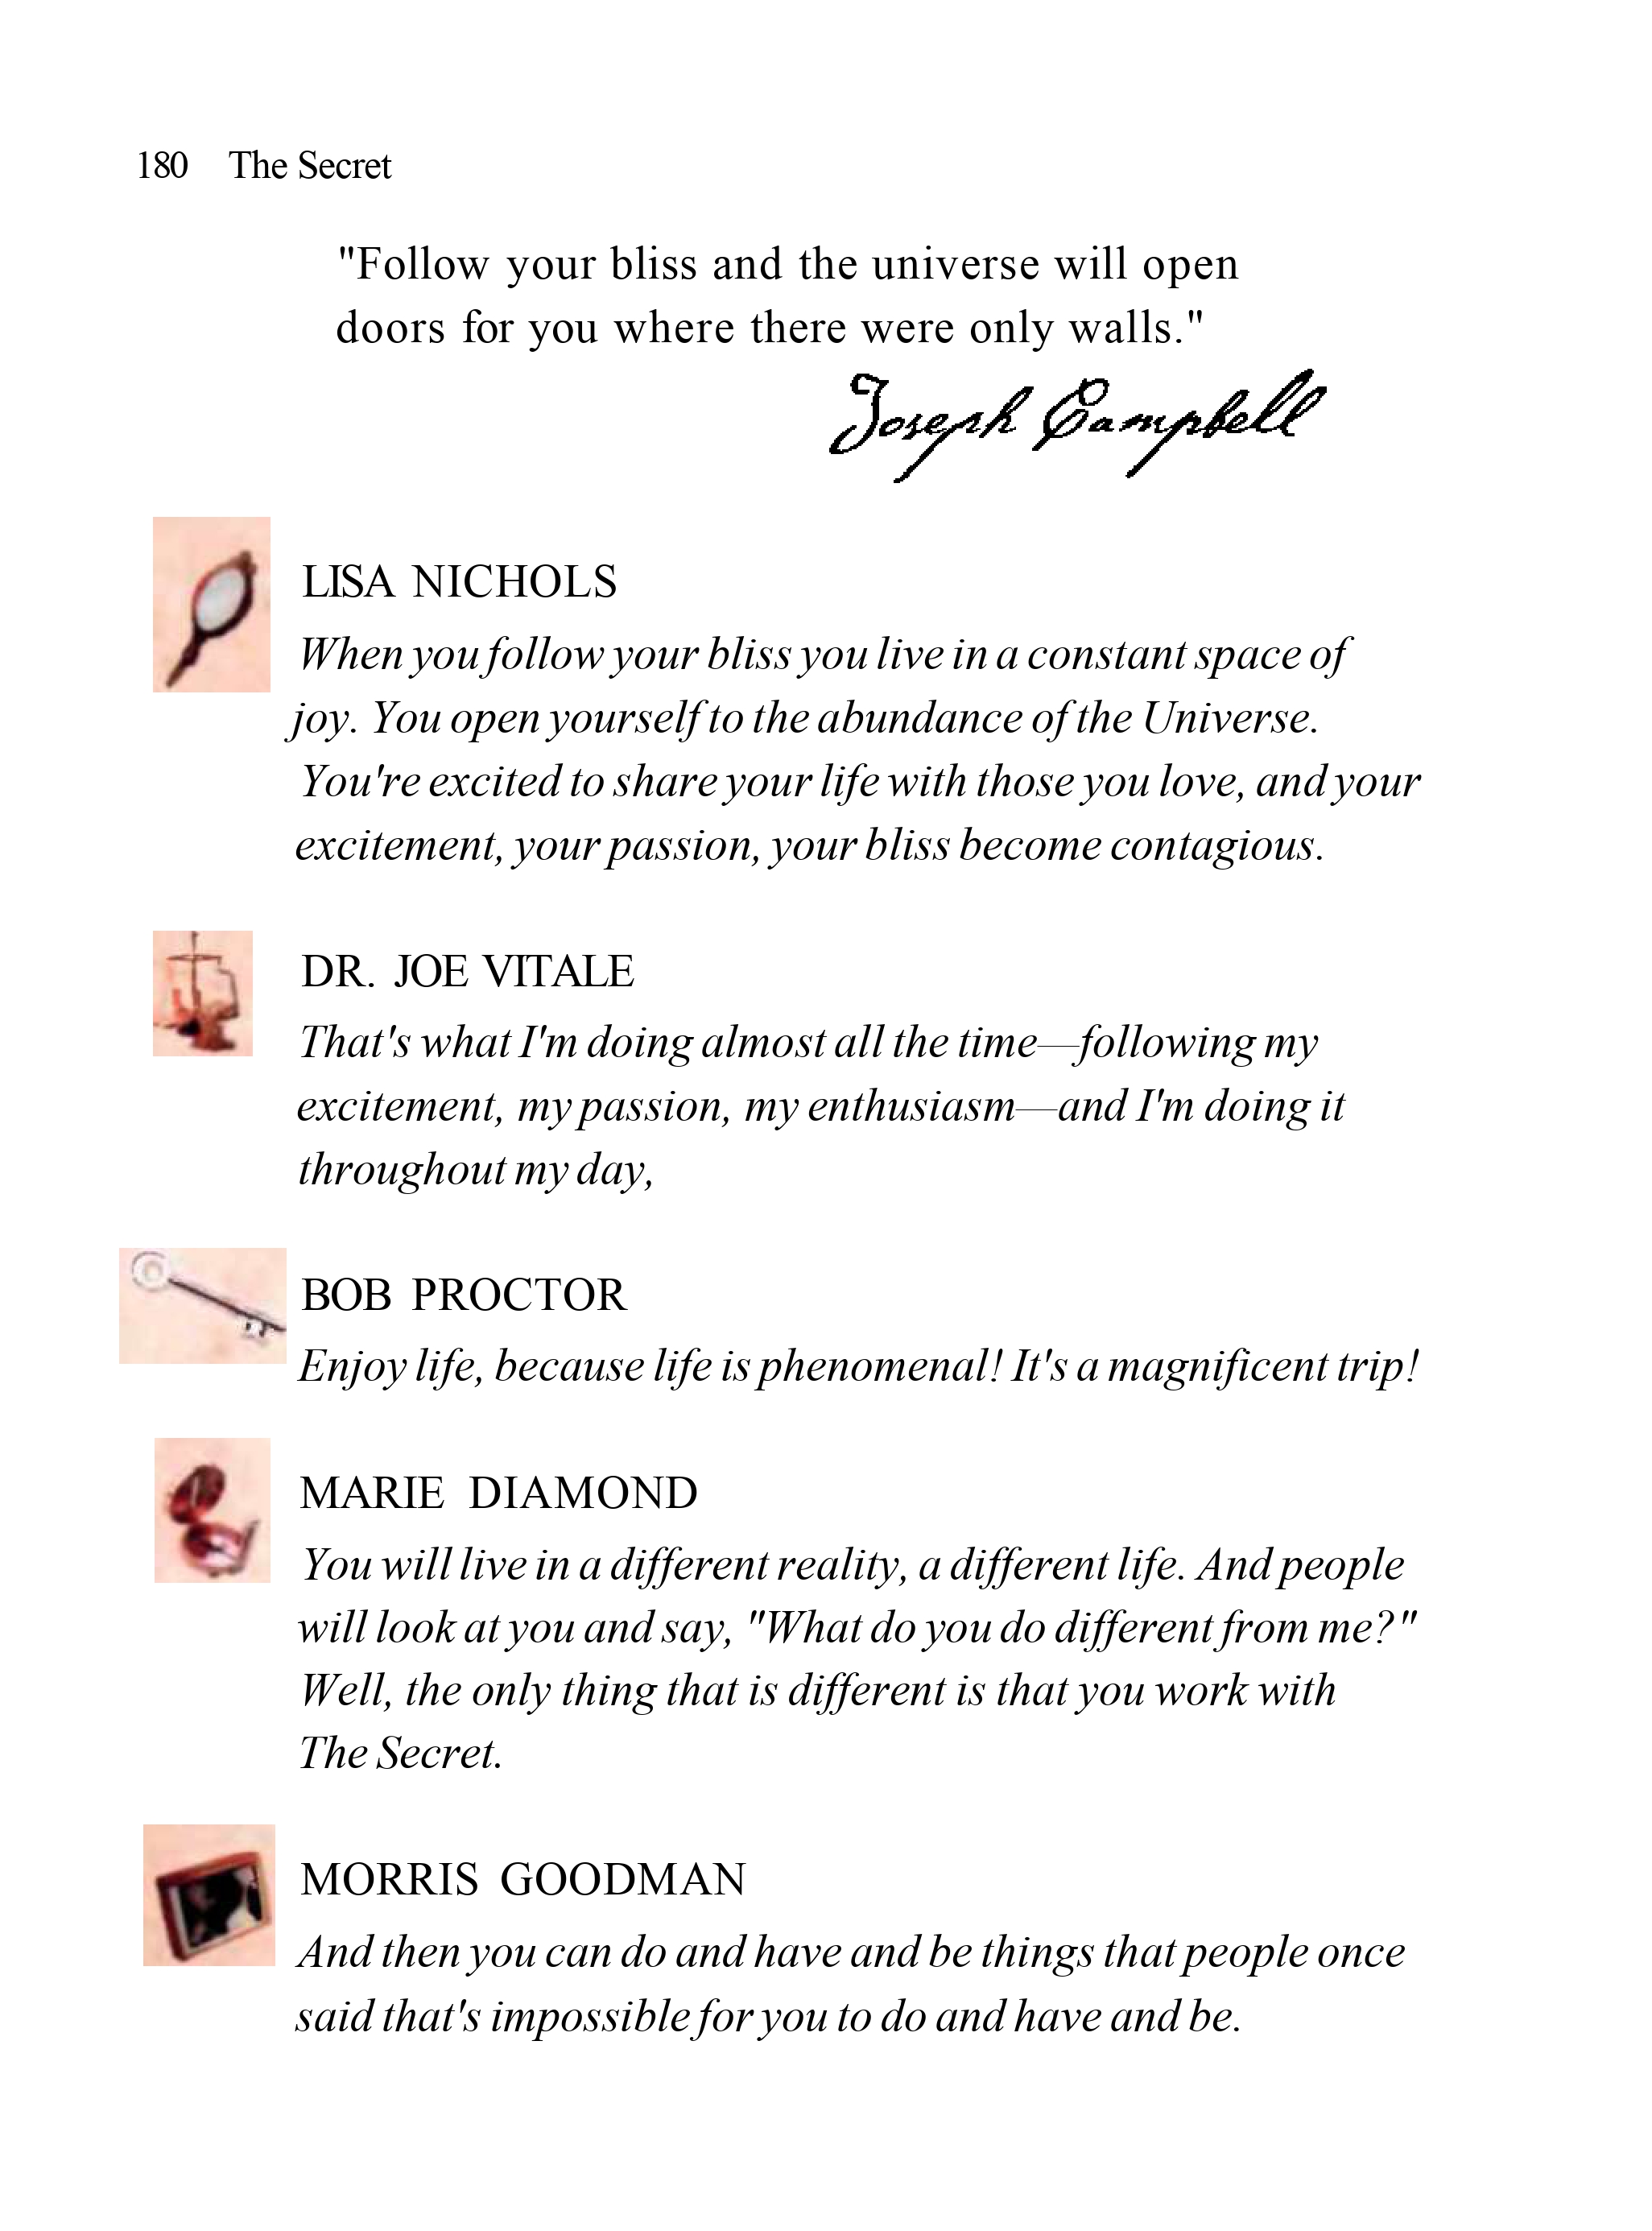 180 The Secret
"Follow your bliss and the universe will open
doors for you where there were only walls."
Joseph Campbell
LISA NICHOLS
When you follow your bliss you live in a constant space of
joy. You open yourself to the abundance of the Universe.
You're excited to share your life with those you love, and your
excitement, your passion, your bliss become contagious.
DR. JOE VITALE
That's what I'm doing almost all the time—following my
excitement, my passion, my enthusiasm—and I'm doing it
throughout my day,
BOB PROCTOR
Enjoy life, because life is phenomenal! It's a magnificent trip!
MARIE DIAMOND
You will live in a different reality, a different life. And people
will look at you and say, "What do you do different from me?"
Well, the only thing that is different is that you work with
The Secret.
MORRIS GOODMAN
And then you can do and have and be things that people once
said that's impossible for you to do and have and be.